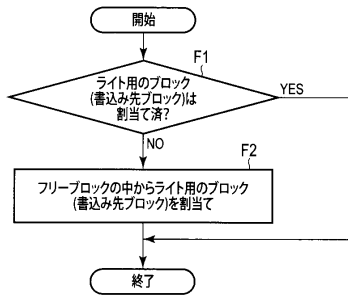 開始
F1
ライト用のブロック
(書込み先ブロック)は
割当て済?
YES
NO
F2
フリーブロックの中からライト用のブロック
(書込み先ブロック)を割当て
終了